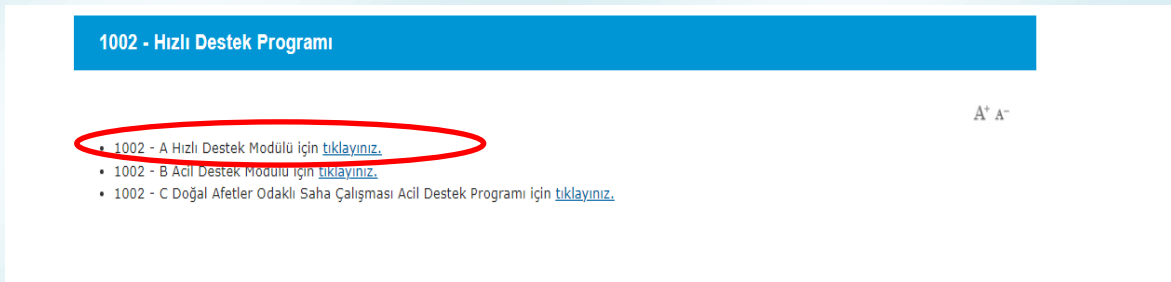 1002 - Hızlı Destek Programı
A+ A-
• 1002 - A Hızlı Destek Modülü için tıklayınız.
• 1002 - B Acil Destek Modülü için tıklayınız.
• 1002 - C Doğal Afetler Odaklı Saha Çalışması Acil Destek Programı için tıklayınız.